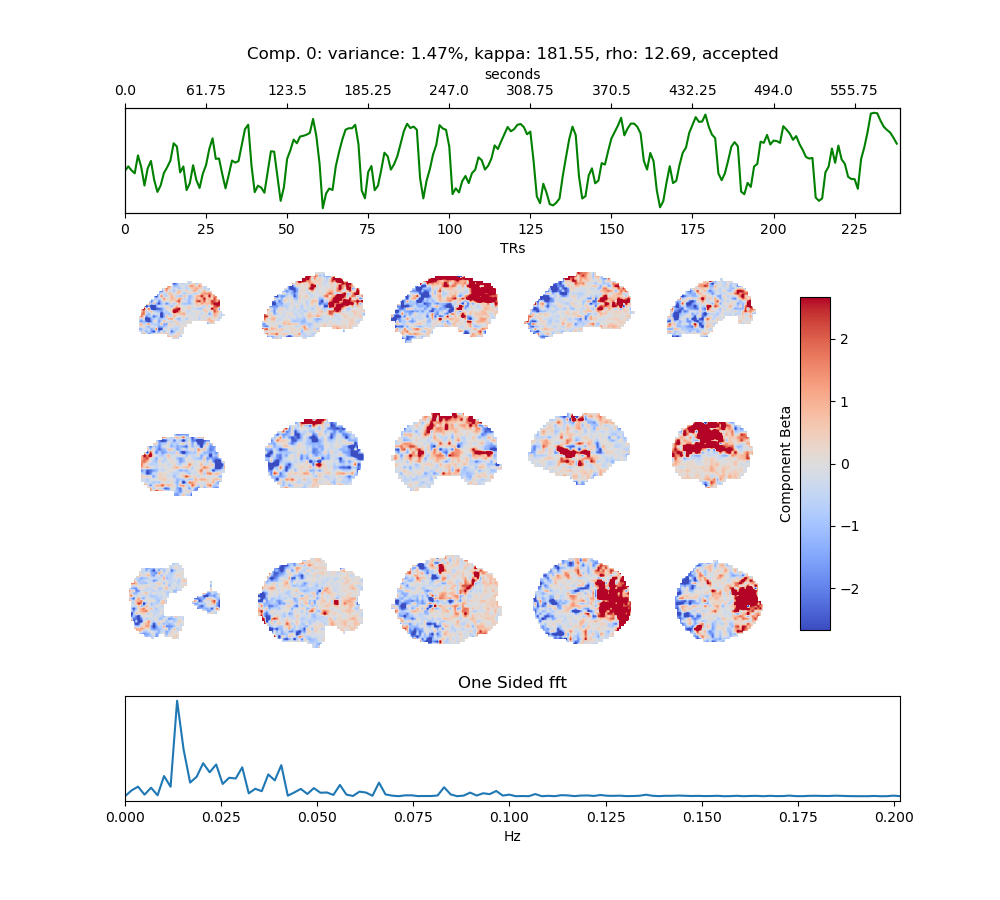 Comp. 0: variance: 1.47%, kappa: 181.55, rho: 12.69, accepted
seconds
0.0 61.75 123.5 185.25 247.0 308.75 370.5 432.25 494.0 555.75
0 25 50 75 100 125 150 175 200 225
TRs
2
1
0
−1
−2
Component Beta
One Sided fft
0.000 0.025 0.050 0.075 0.100 0.125 0.150 0.175 0.200
Hz